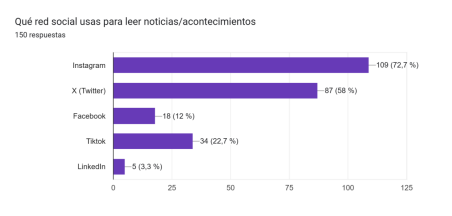 Qué red social usas para leer noticias/acontecimientos
150 respuestas
Instagram 109 (72,7 %)
X (Twitter) 87 (58 %)
Facebook 18 (12 %)
Tiktok 34 (22,7 %)
LinkedIn 5 (3,3 %)
0 25 50 75 100 125